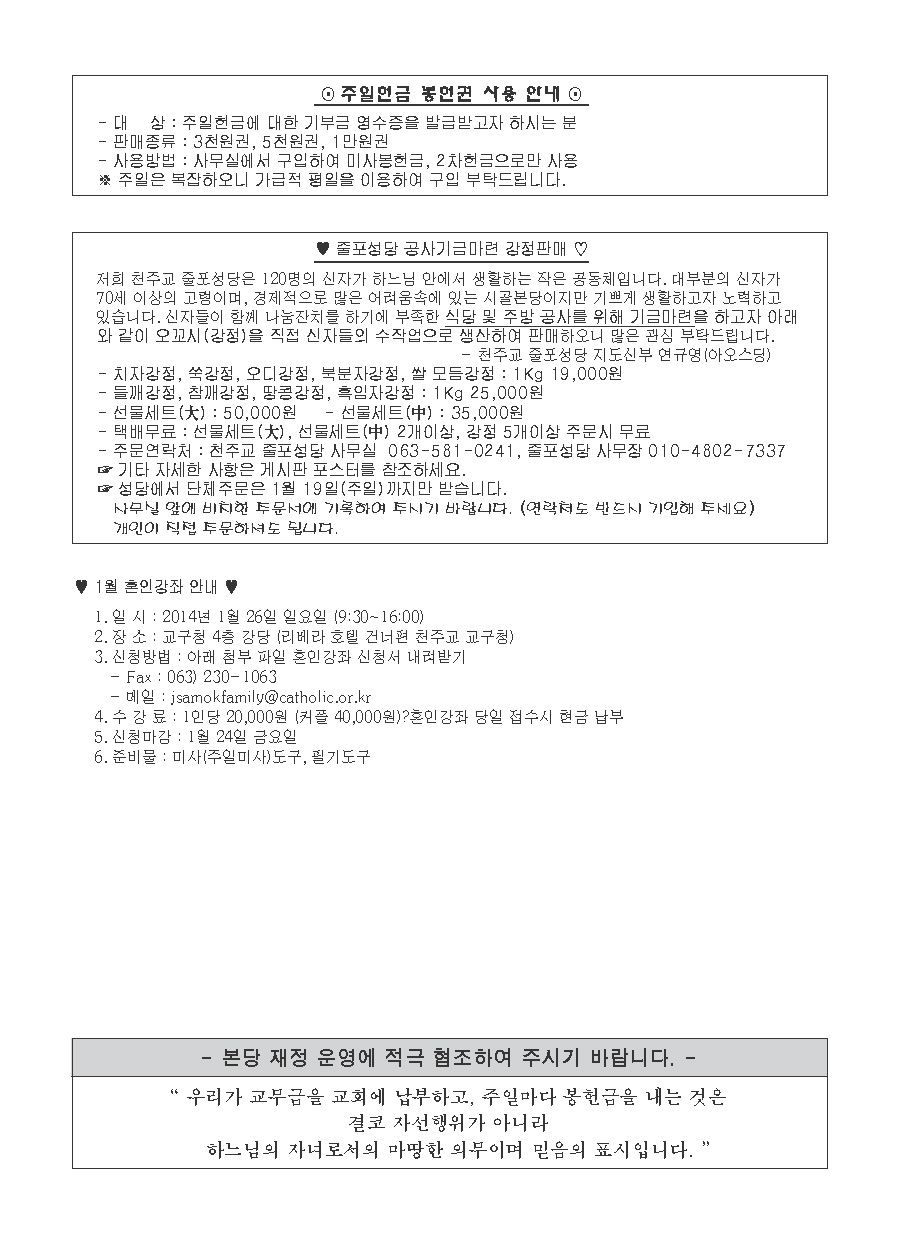 ⊙ 주일헌금 봉헌권 사용 안내 ⊙
- 대 상 : 주일헌금에 대한 기부금 영수증을 발급받고자 하시는 분
- 판매종류 : 3천원권, 5천원권, 1만원권
- 사용방법 : 사무실에서 구입하여 미사봉헌금, 2차헌금으로만 사용
※ 주일은 복잡하오니 가급적 평일을 이용하여 구입 부탁드립니다.
♥ 줄포성당 공사기금마련 강정판매 ♡
저희 천주교 줄포성당은 120명의 신자가 하느님 안에서 생활하는 작은 공동체입니다. 대부분의 신자가
70세 이상의 고령이며, 경제적으로 많은 어려움속에 있는 시골본당이지만 기쁘게 생활하고자 노력하고
있습니다. 신자들이 함께 나눔잔치를 하기에 부족한 식당 및 주방 공사를 위해 기금마련을 하고자 아래
와 같이 오꼬시(강정)을 직접 신자들의 수작업으로 생산하여 판매하오니 많은 관심 부탁드립니다.
- 천주교 줄포성당 지도신부 연규영(아오스딩)
- 치자강정, 쑥강정, 오디강정, 복분자강정, 쌀 모듬강정 : 1Kg 19,000원
- 들깨강정, 참깨강정, 땅콩강정, 흑임자강정 : 1Kg 25,000원
- 선물세트(大) : 50,000원 - 선물세트(中) : 35,000원
- 택배무료 : 선물세트(大), 선물세트(中) 2개이상, 강정 5개이상 주문시 무료
- 주문연락처 : 천주교 줄포성당 사무실 063-581-0241, 줄포성당 사무장 010-4802-7337
☞ 기타 자세한 사항은 게시판 포스터를 참조하세요.
☞ 성당에서 단체주문은 1월 19일(주일)까지만 받습니다.
사무실 앞에 비치한 주문서에 기록하여 주시기 바랍니다. (연락처도 반드시 기입해 주세요)
개인이 직접 주문하셔도 됩니다.
♥ 1월 혼인강좌 안내 ♥
1. 일 시 : 2014년 1월 26일 일요일 (9:30~16:00)
2. 장 소 : 교구청 4층 강당 (리베라 호텔 건너편 천주교 교구청)
3. 신청방법 : 아래 첨부 파일 혼인강좌 신청서 내려받기
- Fax : 063) 230-1063
- 메일 : jsamokfamily@catholic.or.kr
4. 수 강 료 : 1인당 20,000원 (커플 40,000원)?혼인강좌 당일 접수시 현금 납부
5. 신청마감 : 1월 24일 금요일
6. 준비물 : 미사(주일미사)도구, 필기도구
- 본당 재정 운영에 적극 협조하여 주시기 바랍니다. -
“ 우리가 교무금을 교회에 납부하고, 주일마다 봉헌금을 내는 것은
결코 자선행위가 아니라
하느님의 자녀로서의 마땅한 의무이며 믿음의 표시입니다. ”